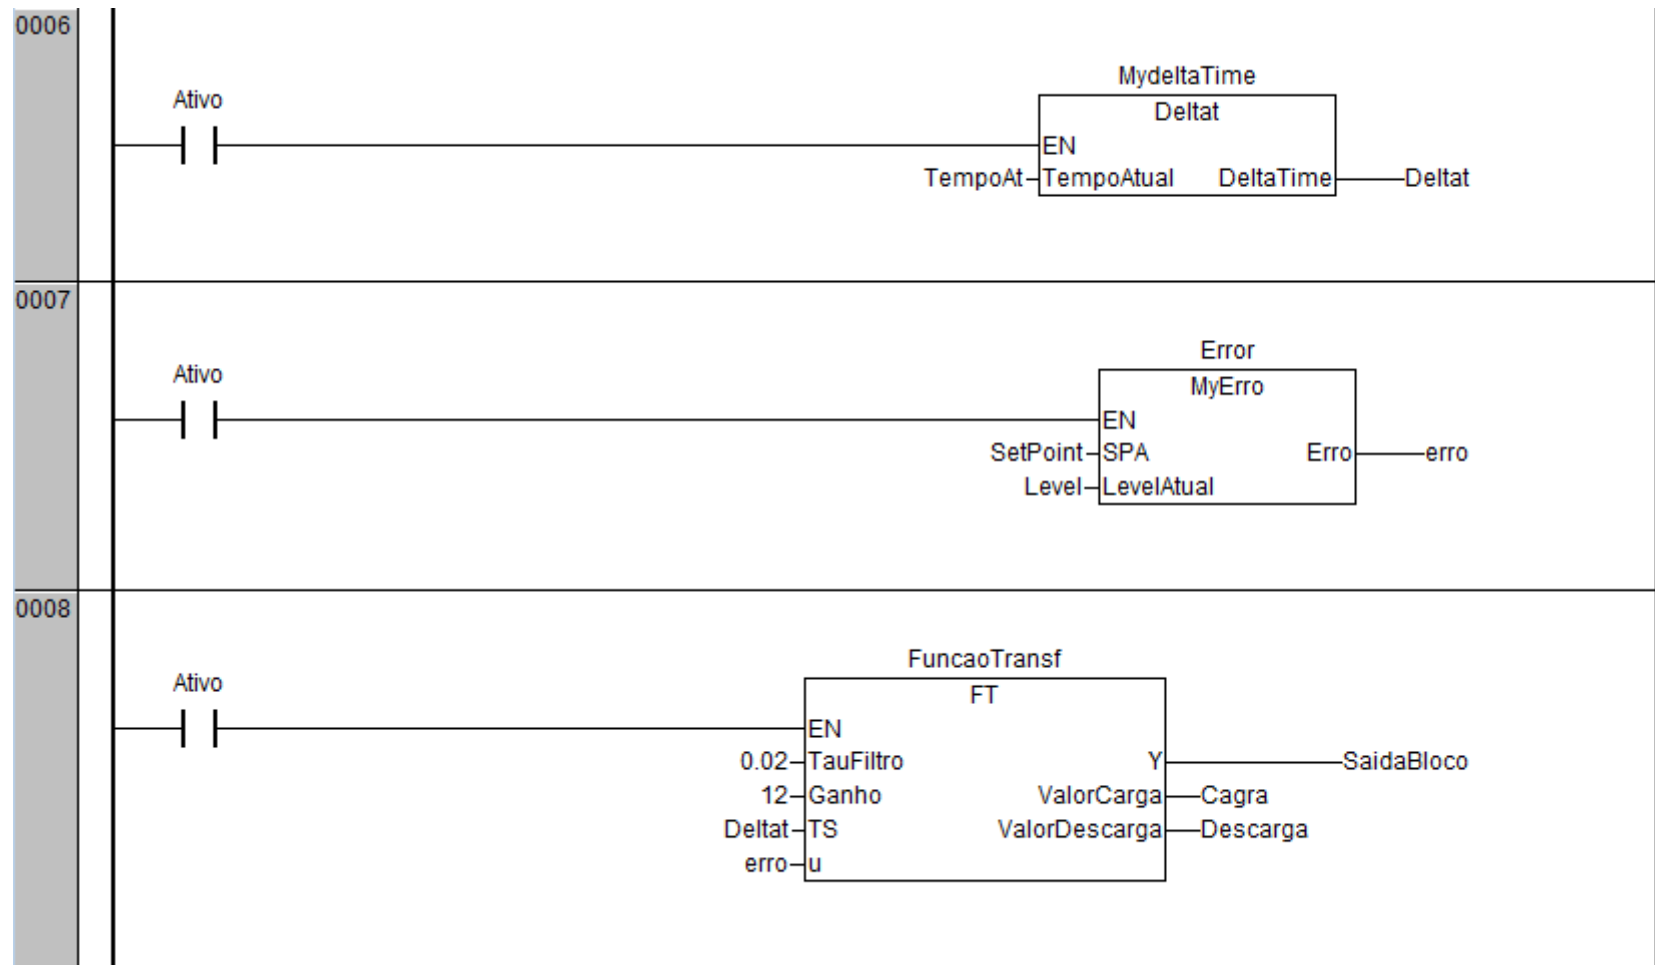 0006
MydeltaTime
Ativo
Deltat
EN
TempoAt TempoAtual DeltaTime Deltat
0007
Error
Ativo
MyErro
EN
SetPoint SPA Erro erro
Level LevelAtual
0008
FuncaoTransf
Ativo
FT
EN
0.02 TauFiltro Y SaidaBloco
12 Ganho ValorCarga Cagra
Deltat TS ValorDescarga Descarga
erro u